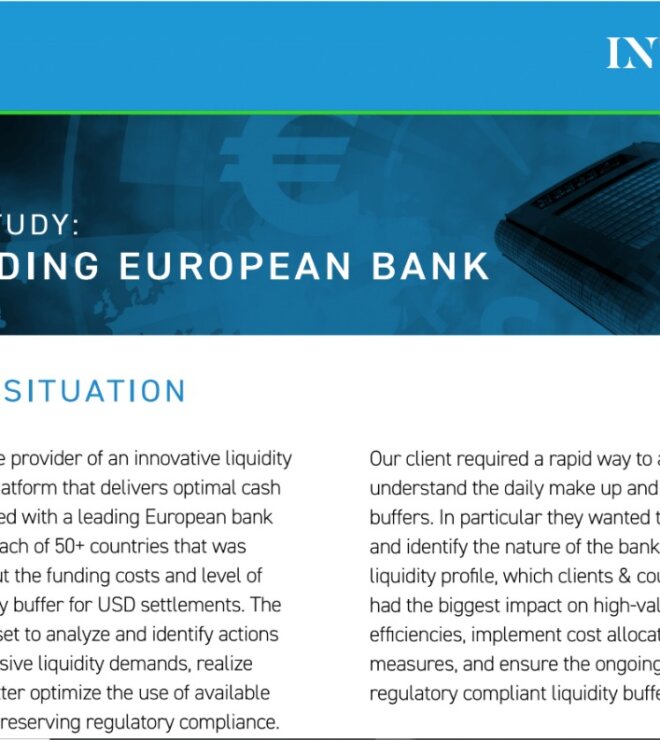 IN
TUDY:
DING EUROPEAN BANK
SITUATION
e provider of an innovative liquidity
atform that delivers optimal cash
ed with a leading European bank
ach of 50+ countries that was
ut the funding costs and level of
y buffer for USD settlements. The
set to analyze and identify actions
sive liquidity demands, realize
ter optimize the use of available
reserving regulatory compliance.
Our client required a rapid way to a
understand the daily make up and
buffers. In particular they wanted t
and identify the nature of the bank
liquidity profile, which clients & cou
had the biggest impact on high-val
efficiencies, implement cost allocat
measures, and ensure the ongoing
regulatory compliant liquidity buffe